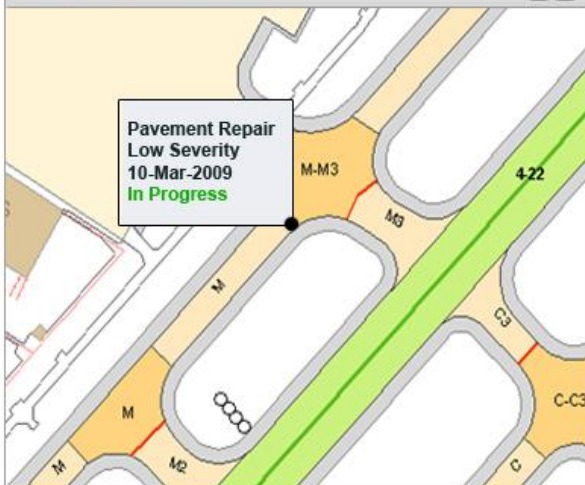 Pavement Repair
Low Severity
10-Mar-2009
In Progress
M-M3
4-22
M3
M
C3
C-C3
M
M
M2
C